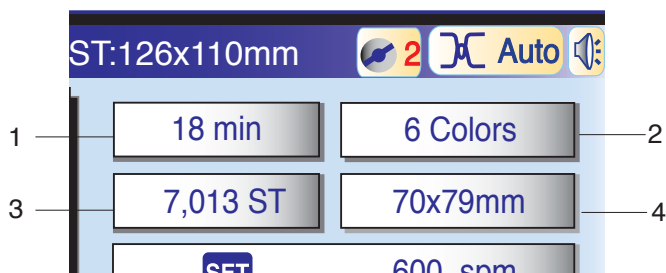 ST:126x110mm 2 Auto
1 18 min 6 Colors 2
3 7,013 ST 70x79mm 4
SET 600 spm